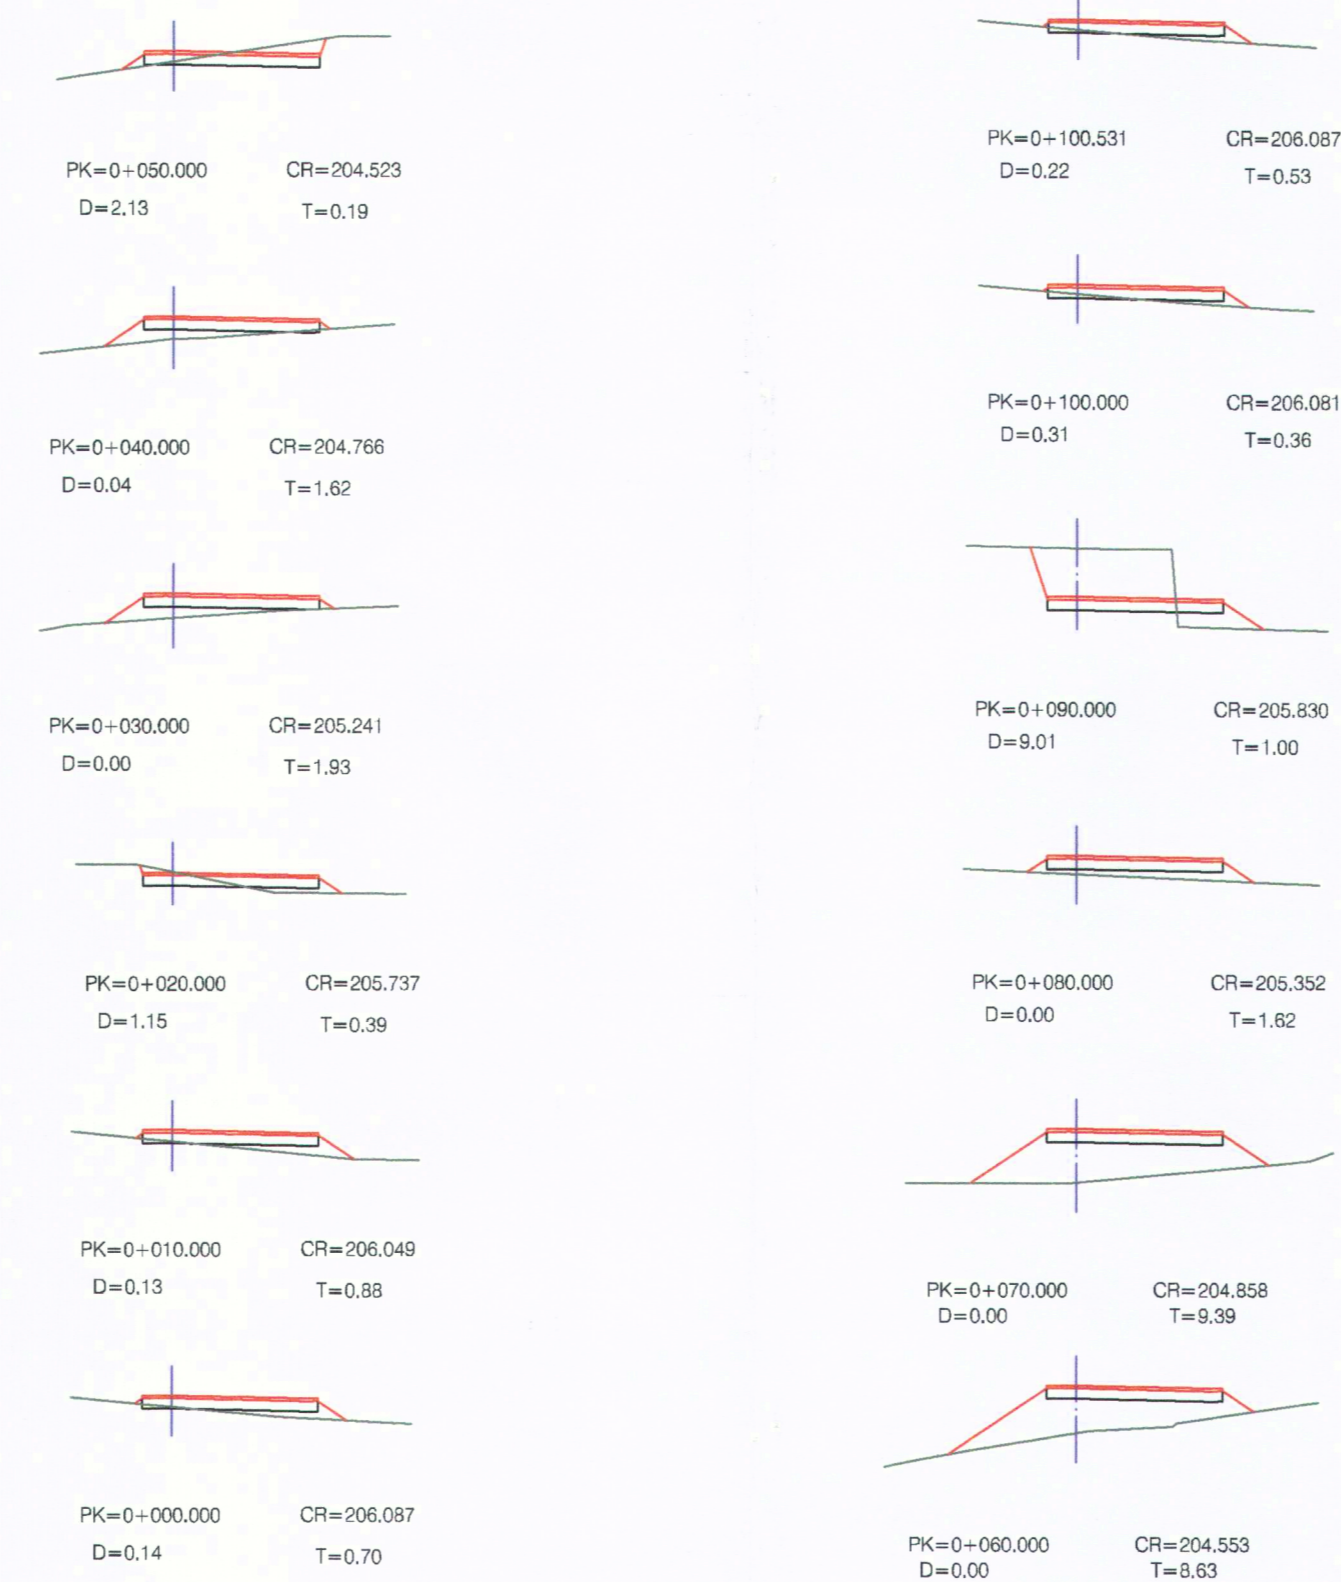 PK=0+050.000 CR=204.523
D=2.13 T=0.19
PK=0+040.000 CR=204.766
D=0.04 T=1.62
PK=0+030.000 CR=205.241
D=0.00 T=1.93
PK=0+020.000 CR=205.737
D=1.15 T=0.39
PK=0+010.000 CR=206.049
D=0.13 T=0.88
PK=0+000.000 CR=206.087
D=0.14 T=0.70
PK=0+100.531 CR=206.087
D=0.22 T=0.53
PK=0+100.000 CR=206.081
D=0.31 T=0.36
PK=0+090.000 CR=205.830
D=9.01 T=1.00
PK=0+080.000 CR=205.352
D=0.00 T=1.62
PK=0+070.000 CR=204.858
D=0.00 T=9.39
PK=0+060.000 CR=204.553
D=0.00 T=8.63